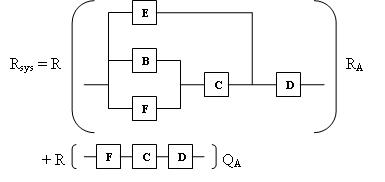 E
R_sys = R ( B C D ) R_A
F
+ R ( F C D ) Q_A